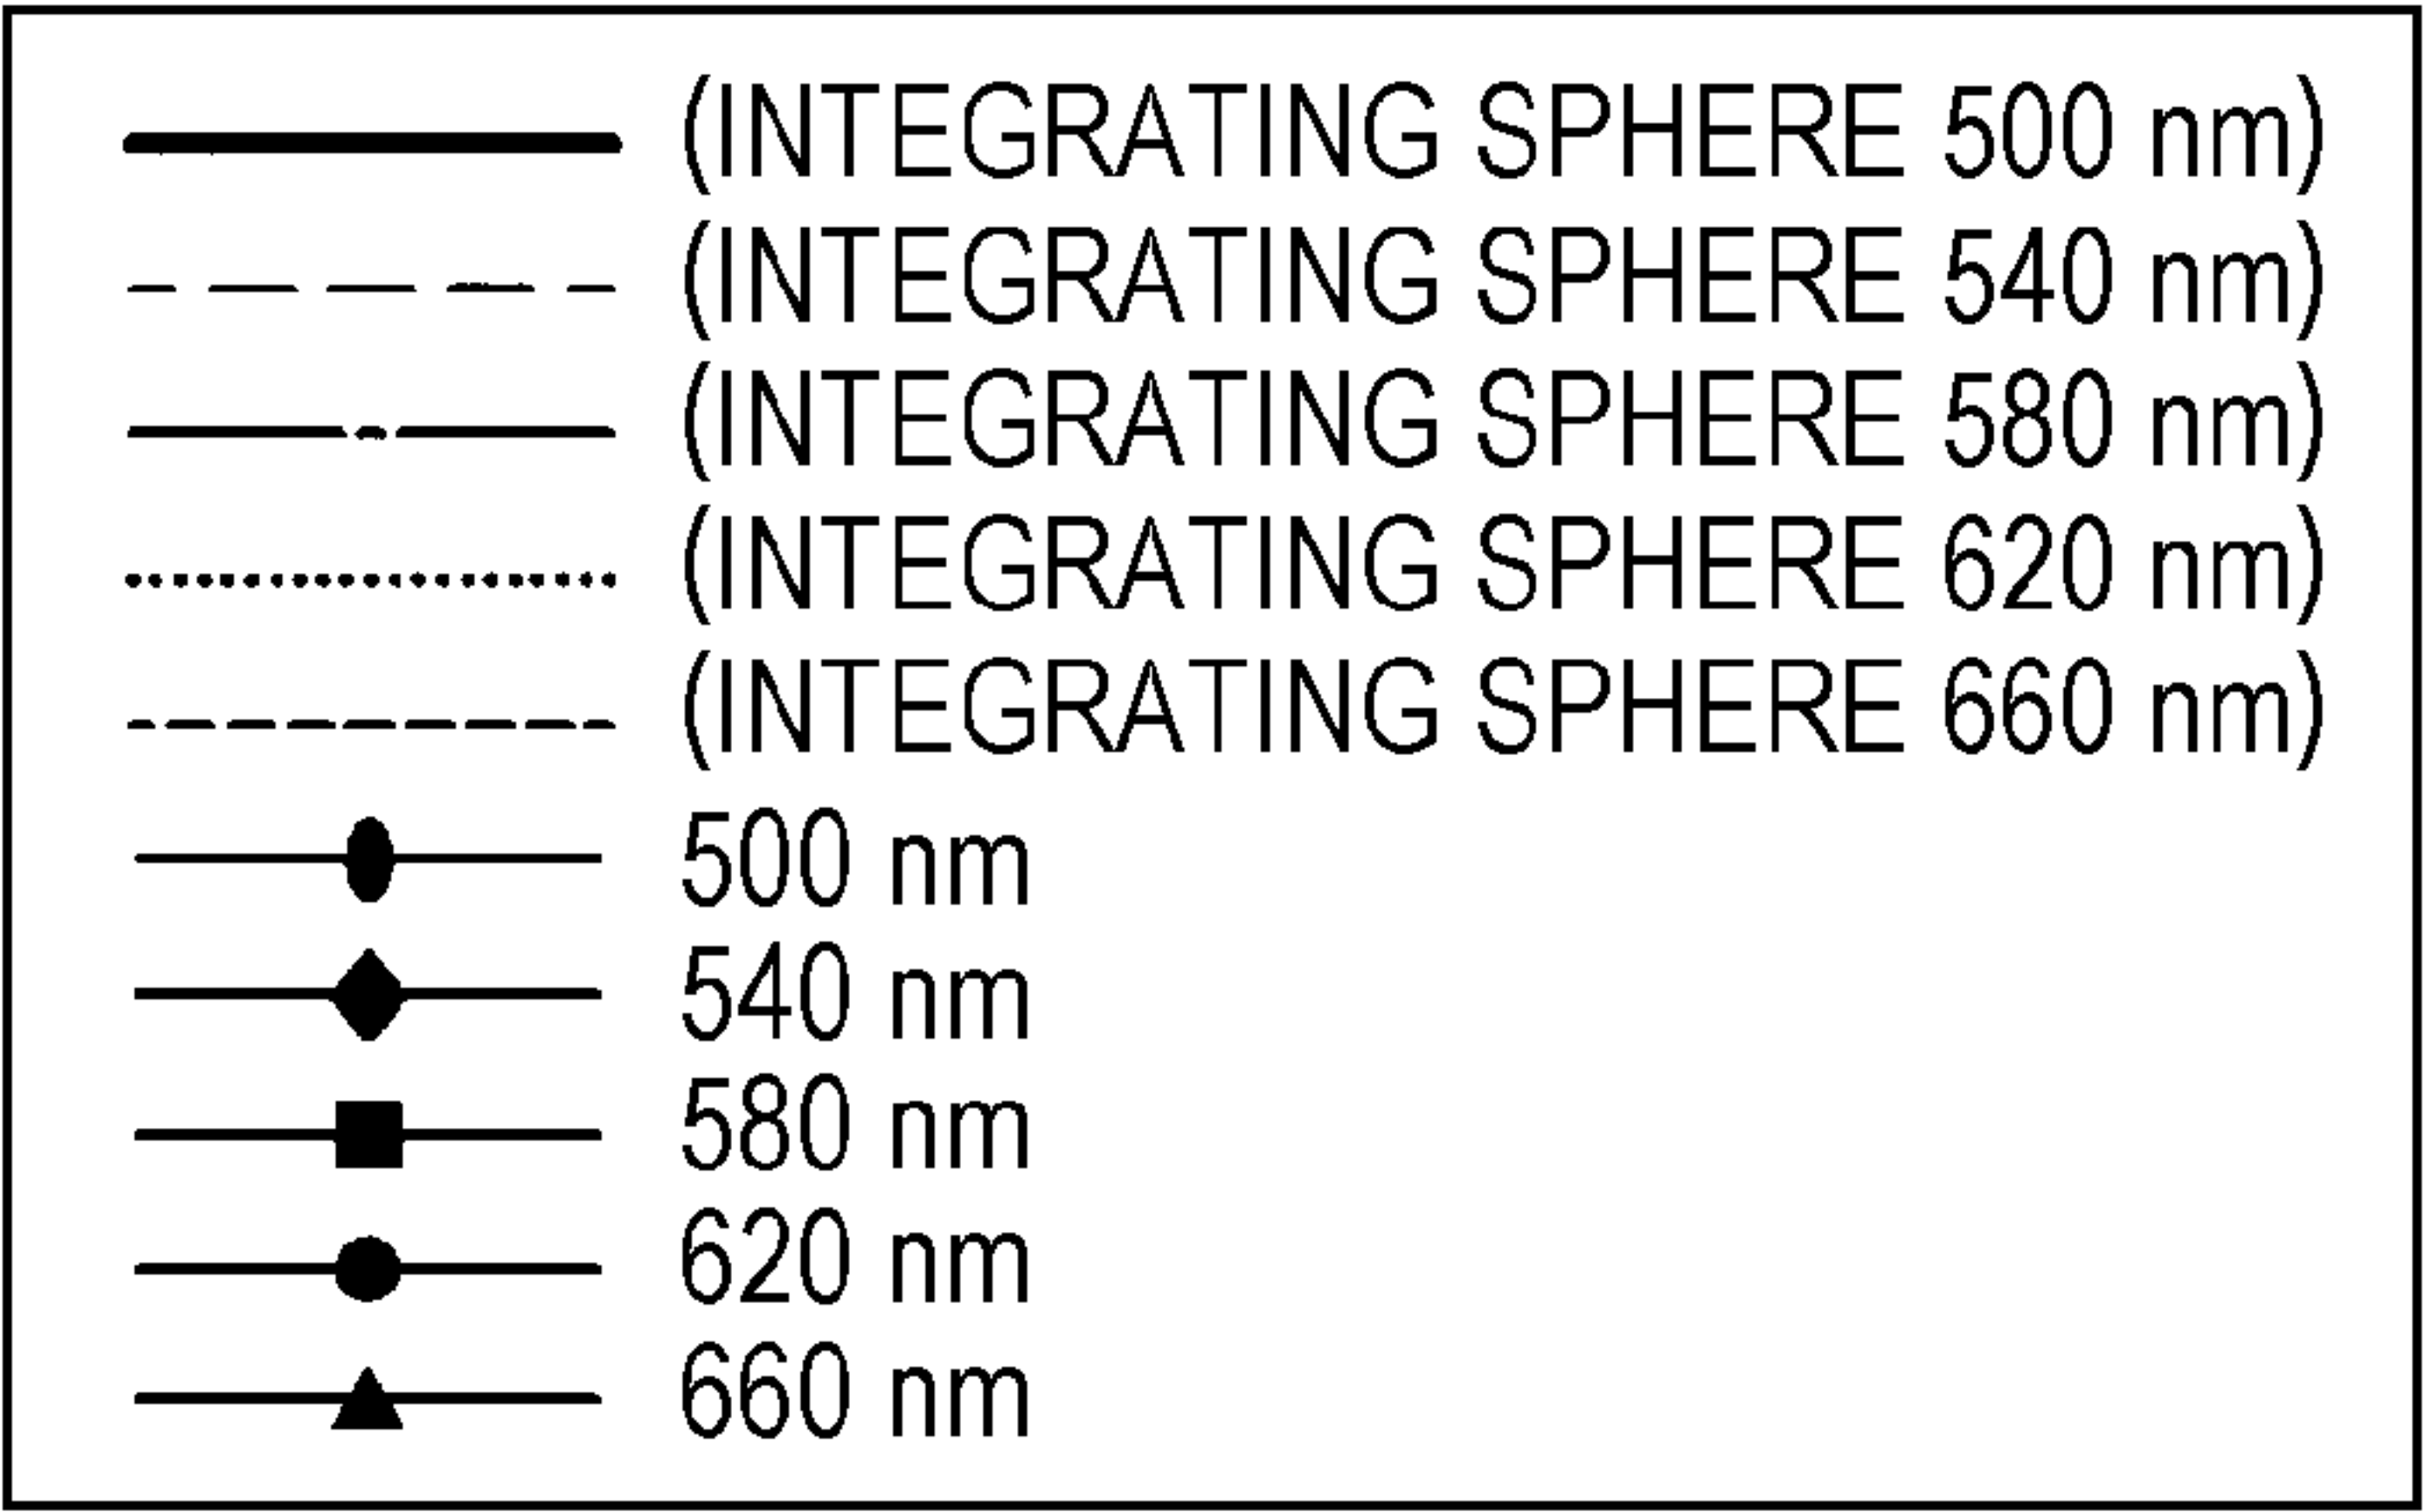 (INTEGRATING SPHERE 500 nm)
(INTEGRATING SPHERE 540 nm)
(INTEGRATING SPHERE 580 nm)
(INTEGRATING SPHERE 620 nm)
(INTEGRATING SPHERE 660 nm)
500 nm
540 nm
580 nm
620 nm
660 nm